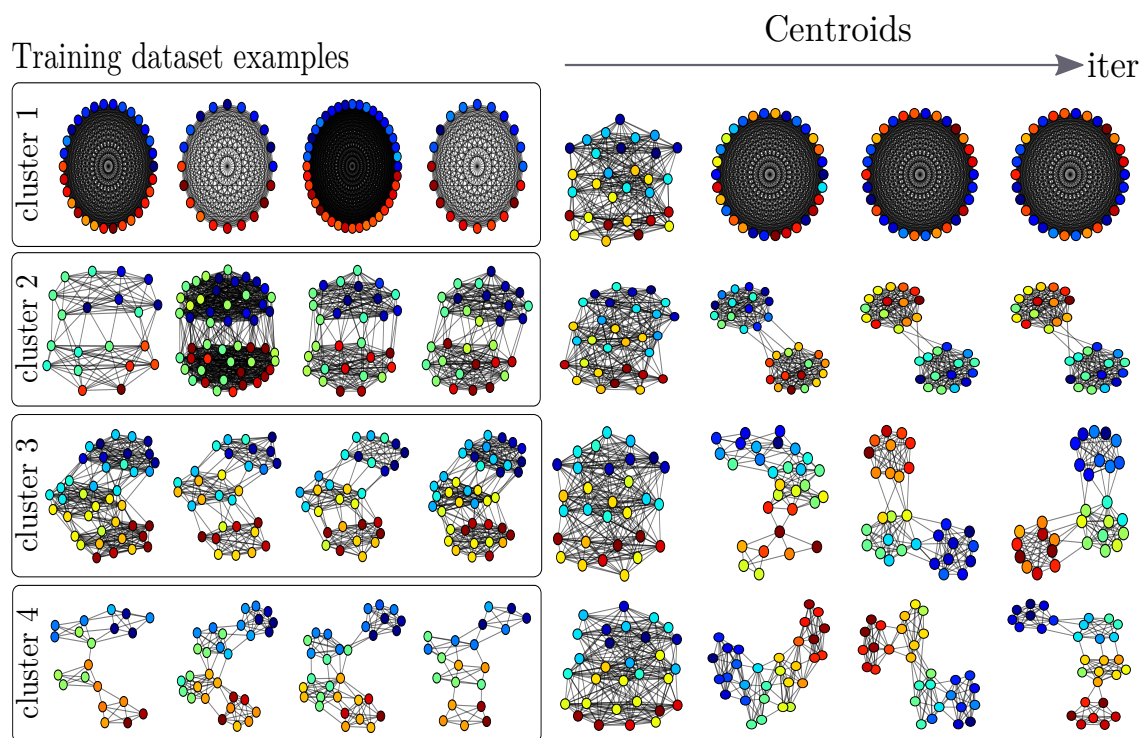 Centroids
Training dataset examples
iter
cluster 1
cluster 2
cluster 3
cluster 4